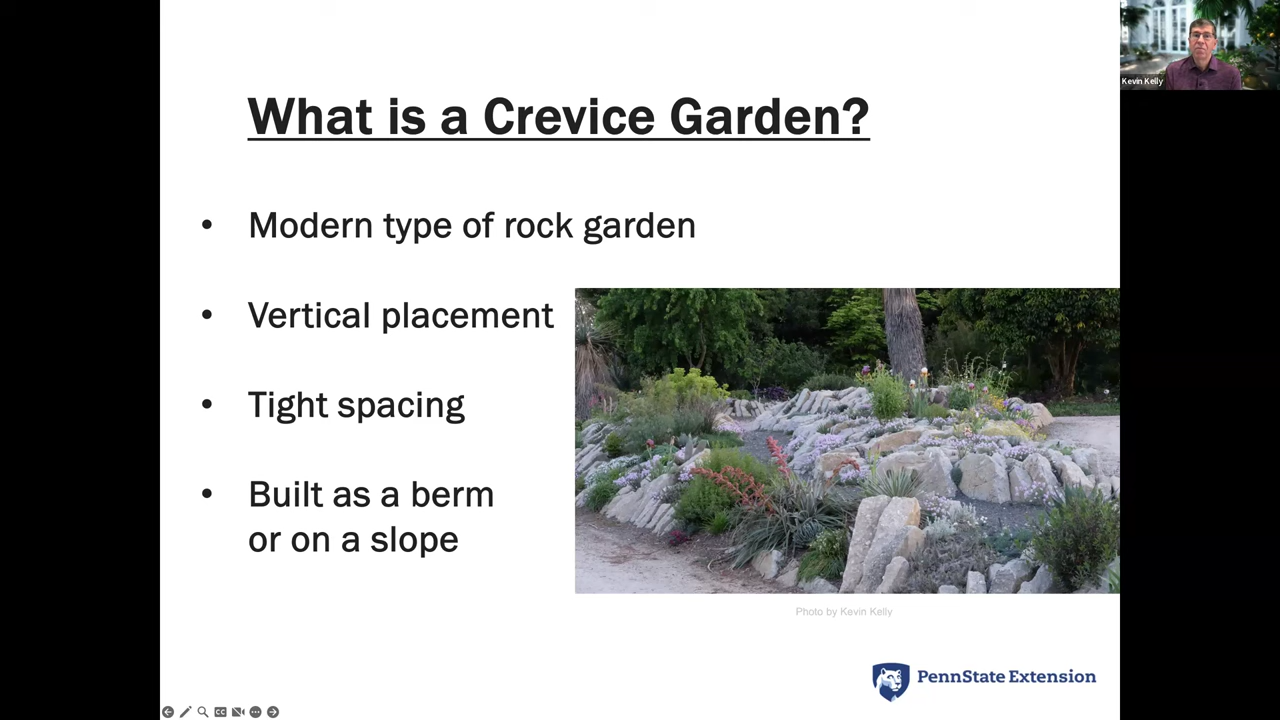 What is a Crevice Garden?
• Modern type of rock garden
• Vertical placement
• Tight spacing
• Built as a berm
or on a slope
Photo by Kevin Kelly
PennState Extension
Kevin Kelly
CC